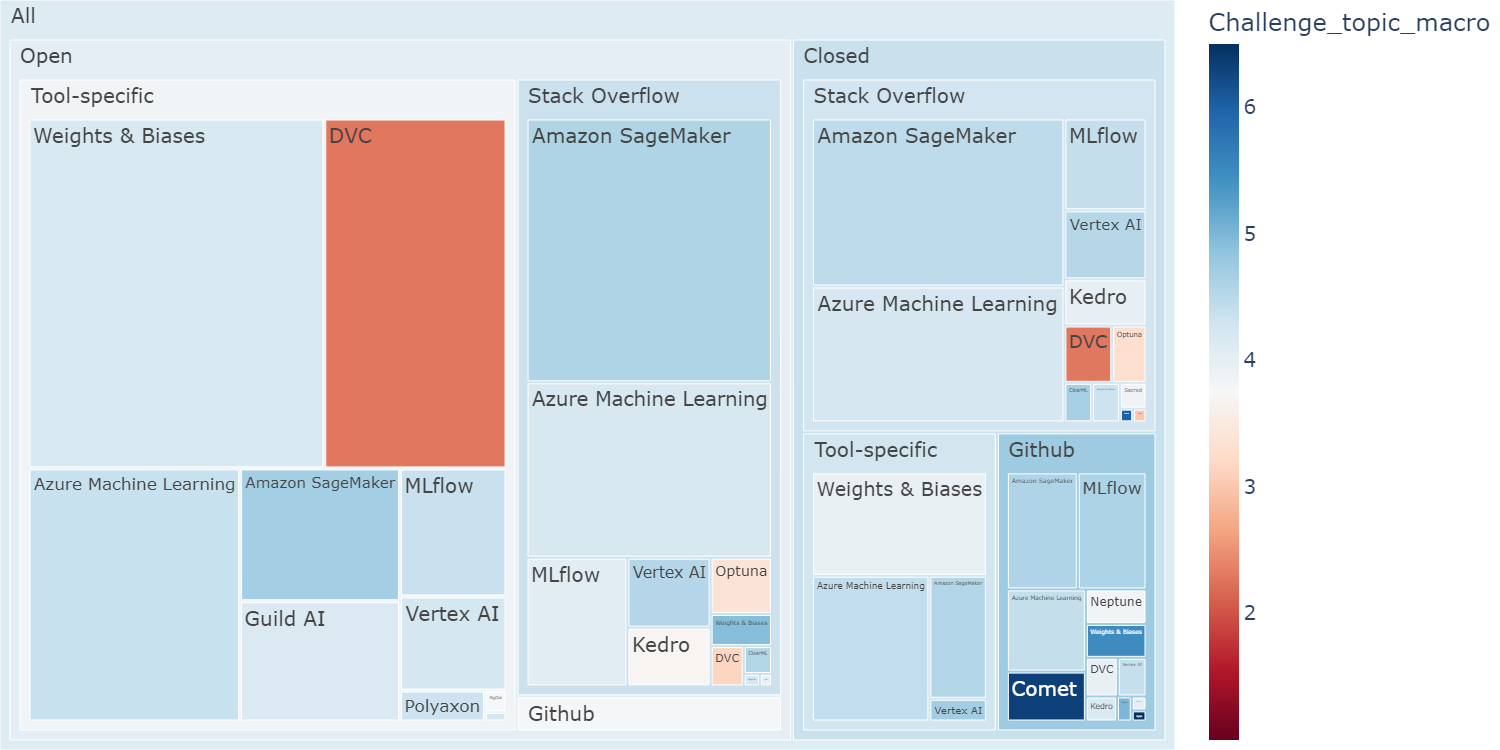 All
Open
Tool-specific
Weights & Biases
DVC
Azure Machine Learning
Amazon SageMaker
MLflow
Guild AI
Vertex AI
Polyaxon
Stack Overflow
Amazon SageMaker
Azure Machine Learning
MLflow
Vertex AI
Optuna
Weights & Biases
Kedro
DVC
ClearML
Github
Closed
Stack Overflow
Amazon SageMaker
MLflow
Vertex AI
Azure Machine Learning
Kedro
DVC
Optuna
ClearML
Sacred
Tool-specific
Weights & Biases
Azure Machine Learning
Amazon SageMaker
Vertex AI
Github
Amazon SageMaker
MLflow
Azure Machine Learning
Neptune
Weights & Biases
DVC
Vertex AI
Comet
Kedro
Challenge_topic_macro
6
5
4
3
2